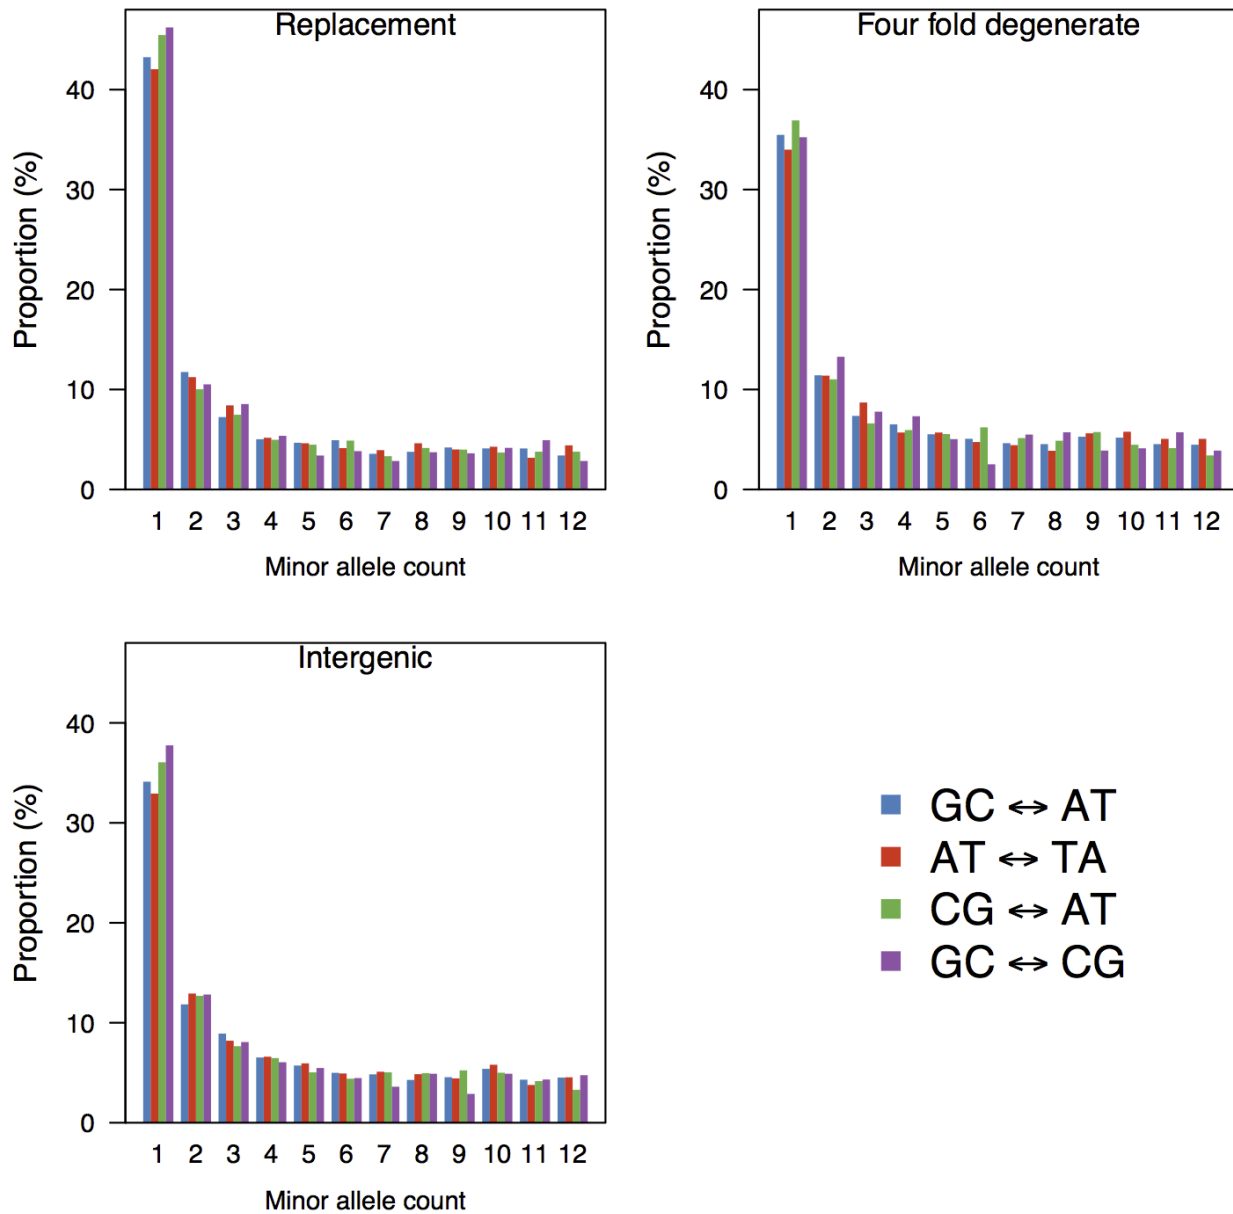 Replacement
Proportion (%)
40
30
20
10
0
1 2 3 4 5 6 7 8 9 10 11 12
Minor allele count
Four fold degenerate
Proportion (%)
40
30
20
10
0
1 2 3 4 5 6 7 8 9 10 11 12
Minor allele count
Intergenic
Proportion (%)
40
30
20
10
0
1 2 3 4 5 6 7 8 9 10 11 12
Minor allele count
GC ↔ AT
AT ↔ TA
CG ↔ AT
GC ↔ CG